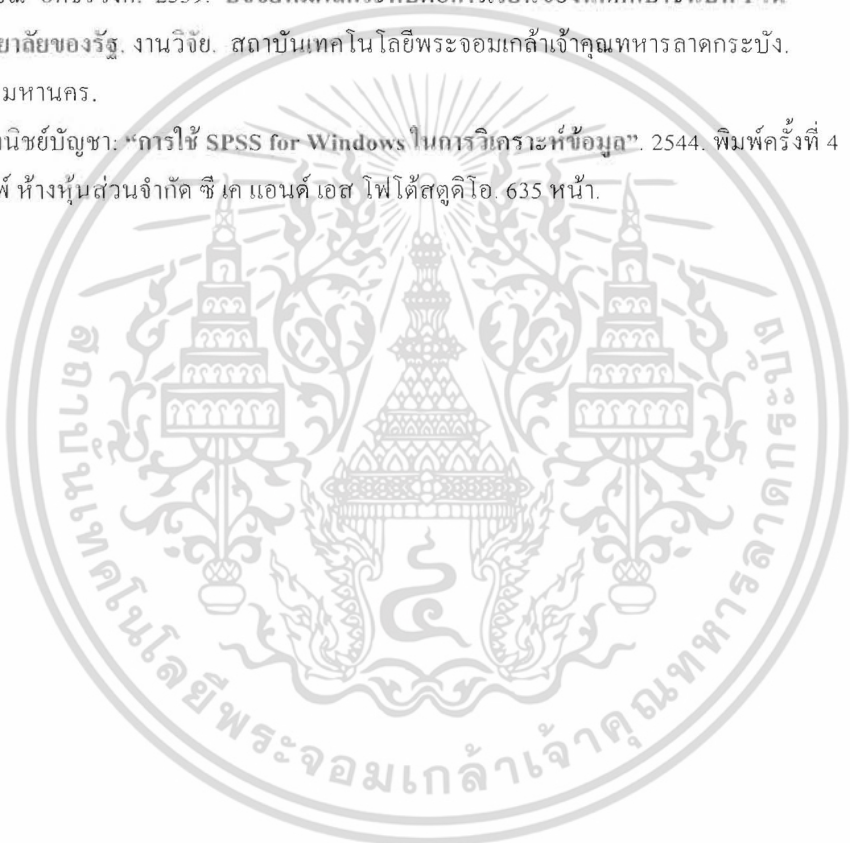 2539.
ยาลัยของรัฐ. งานวิจัย. สถาบันเทคโนโลยีพระจอมเกล้าเจ้าคุณทหารลาดกระบัง.
มหานคร.
นิชย์บัญชา: “การใช้ SPSS for Windows ในการวิเคราะห์ข้อมูล”. 2544. พิมพ์ครั้งที่ 4
พ์ ห้างหุ้นส่วนจำกัด ซี เค แอนด์ เอส โฟโต้สตูดิโอ. 635 หน้า.
สถาบันเทคโนโลยีพระจอมเกล้าเจ้าคุณทหารลาดกระบัง